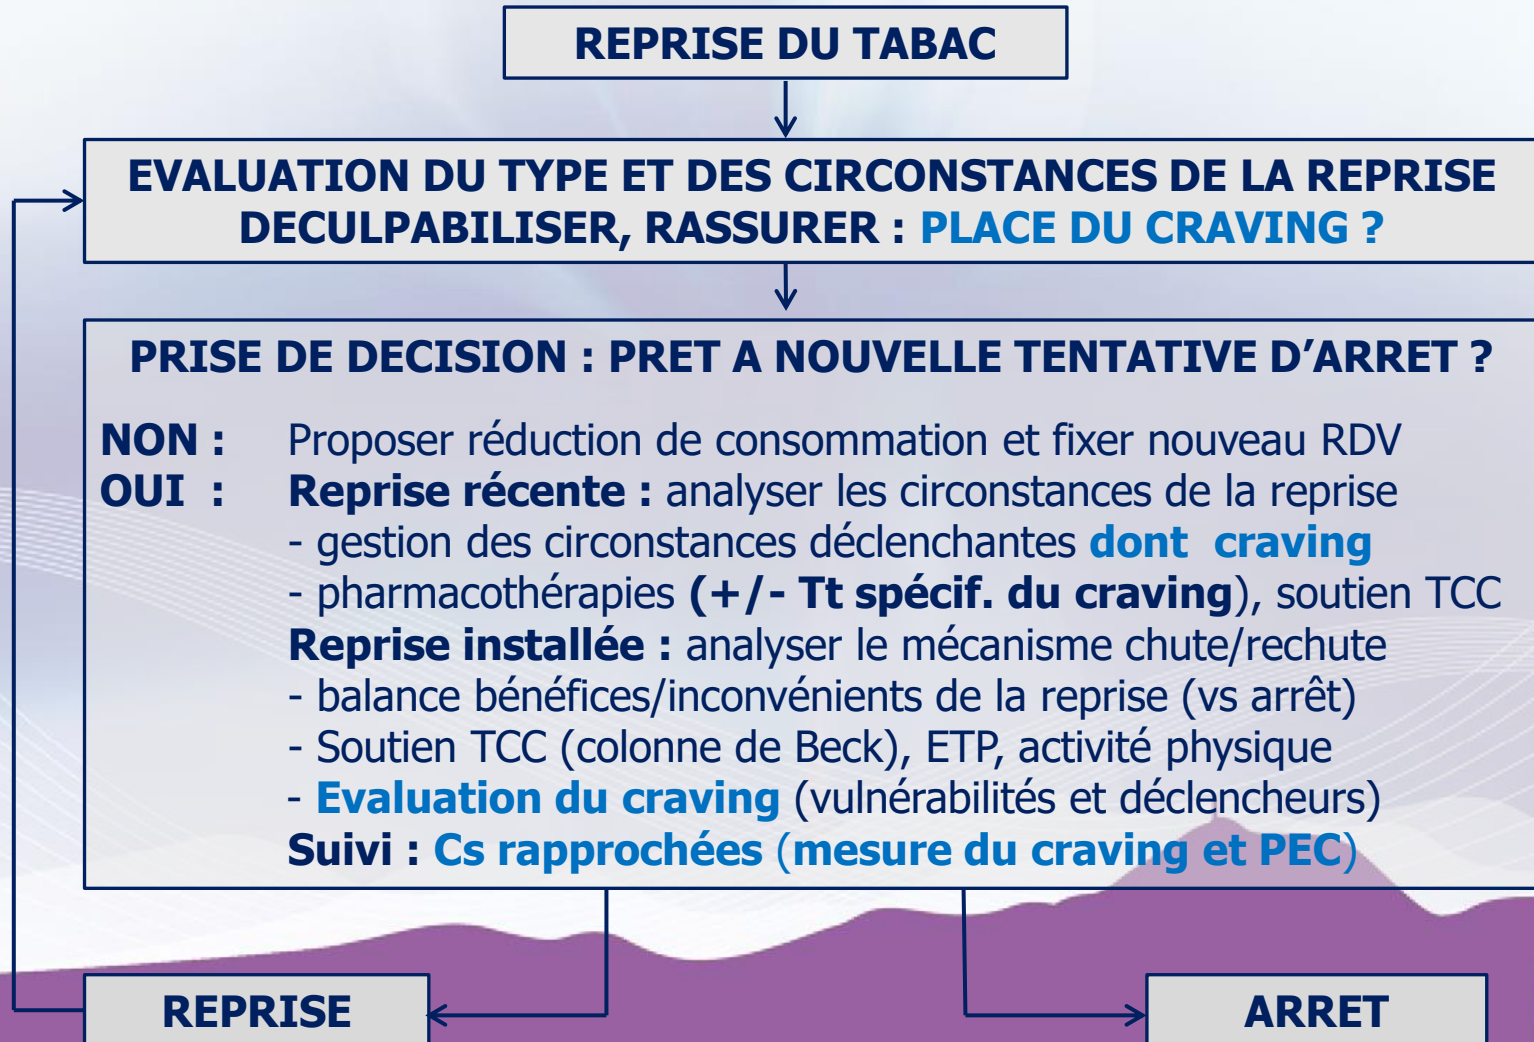 REPRISE DU TABAC
EVALUATION DU TYPE ET DES CIRCONSTANCES DE LA REPRISE
DECULPABILISER, RASSURER : PLACE DU CRAVING ?
PRISE DE DECISION : PRET A NOUVELLE TENTATIVE D’ARRET ?
NON : Proposer réduction de consommation et fixer nouveau RDV
OUI : Reprise récente : analyser les circonstances de la reprise
- gestion des circonstances déclenchantes dont craving
- pharmacothérapies (+/- Tt spécif. du craving), soutien TCC
Reprise installée : analyser le mécanisme chute/rechute
- balance bénéfices/inconvénients de la reprise (vs arrêt)
- Soutien TCC (colonne de Beck), ETP, activité physique
- Evaluation du craving (vulnérabilités et déclencheurs)
Suivi : Cs rapprochées (mesure du craving et PEC)
REPRISE
ARRET